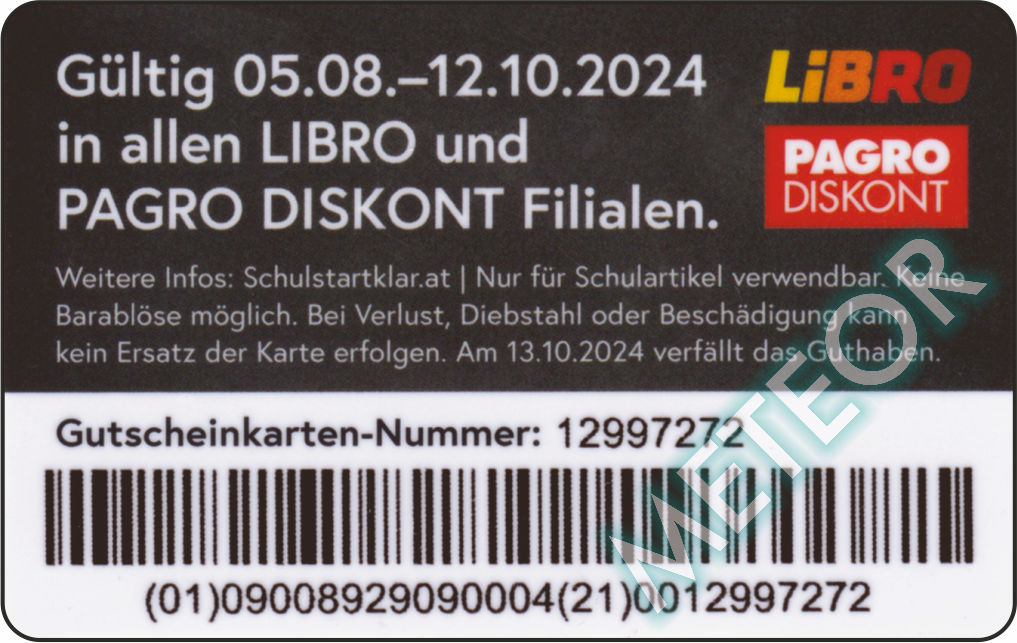 Gültig 05.08.–12.10.2024
in allen LIBRO und
PAGRO DISKONT Filialen.
LiBRO
PAGRO
DISKONT
Weitere Infos: Schulstartklar.at | Nur für Schulartikel verwendbar. Keine
Barablöse möglich. Bei Verlust, Diebstahl oder Beschädigung kann
kein Ersatz der Karte erfolgen. Am 13.10.2024 verfällt das Guthaben.
Gutscheinkarten-Nummer: 12997272
(01)09008929090004(21)0012997272
METEOR